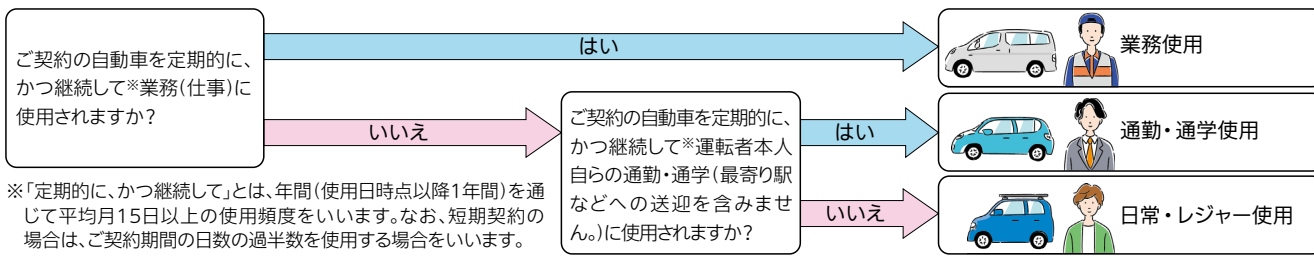 ご契約の自動車を定期的に、
かつ継続して※業務(仕事)に
使用されますか?
はい
業務使用
いいえ
ご契約の自動車を定期的に、
かつ継続して※運転者本人
自らの通勤・通学(最寄り駅
などへの送迎を含みませ
ん。)に使用されますか?
はい
通勤・通学使用
いいえ
日常・レジャー使用
※「定期的に、かつ継続して」とは、年間(使用日時点以降1年間)を通
じて平均月15日以上の使用頻度をいいます。なお、短期契約の
場合は、ご契約期間の日数の過半数を使用する場合をいいます。